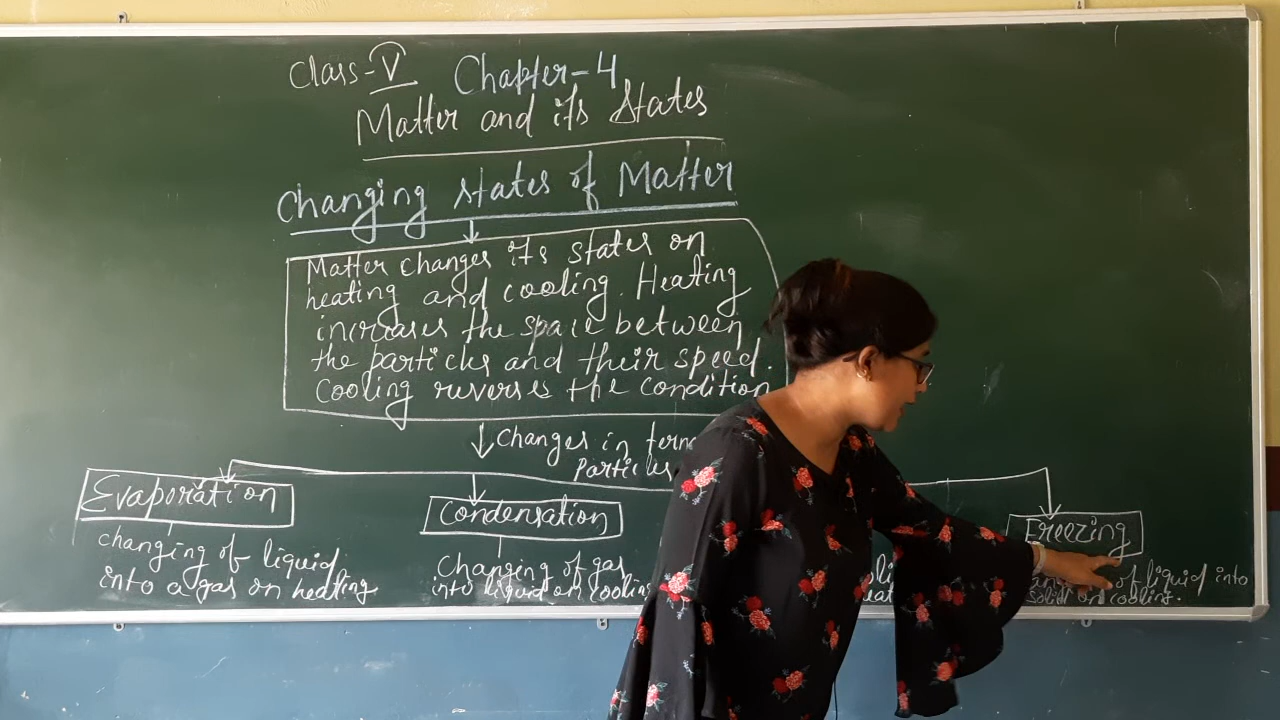 Class-V Chapter-4
Matter and its States
Changing states of Matter
Matter changes its states on
heating and cooling. Heating
increases the space between
the particles and their speed.
Cooling reverses the condition
Changes in
Particles
Evaporation
changing of liquid
into a gas on heating
Condensation
Changing of gas
into liquid on
Freezing
of liquid into
solid on cooling.